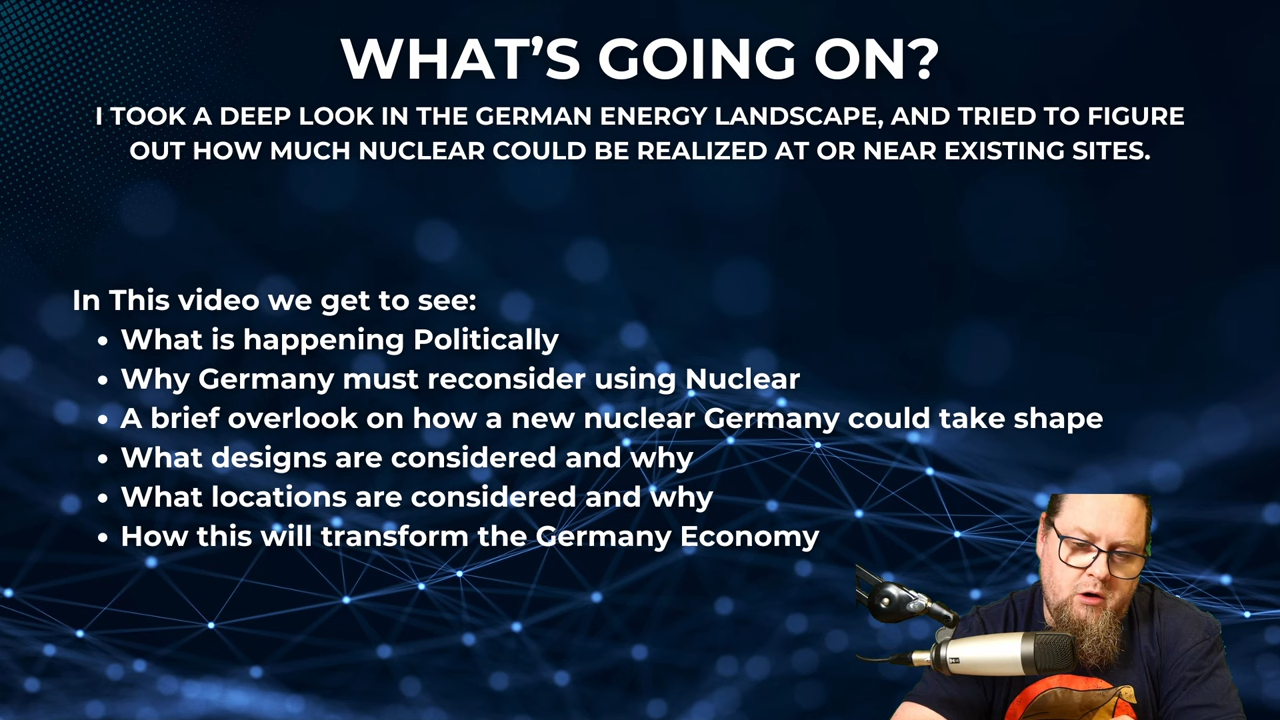 WHAT'S GOING ON?
I TOOK A DEEP LOOK IN THE GERMAN ENERGY LANDSCAPE, AND TRIED TO FIGURE
OUT HOW MUCH NUCLEAR COULD BE REALIZED AT OR NEAR EXISTING SITES.
In This video we get to see:
• What is happening Politically
• Why Germany must reconsider using Nuclear
• A brief overlook on how a new nuclear Germany could take shape
• What designs are considered and why
• What locations are considered and why
• How this will transform the Germany Economy